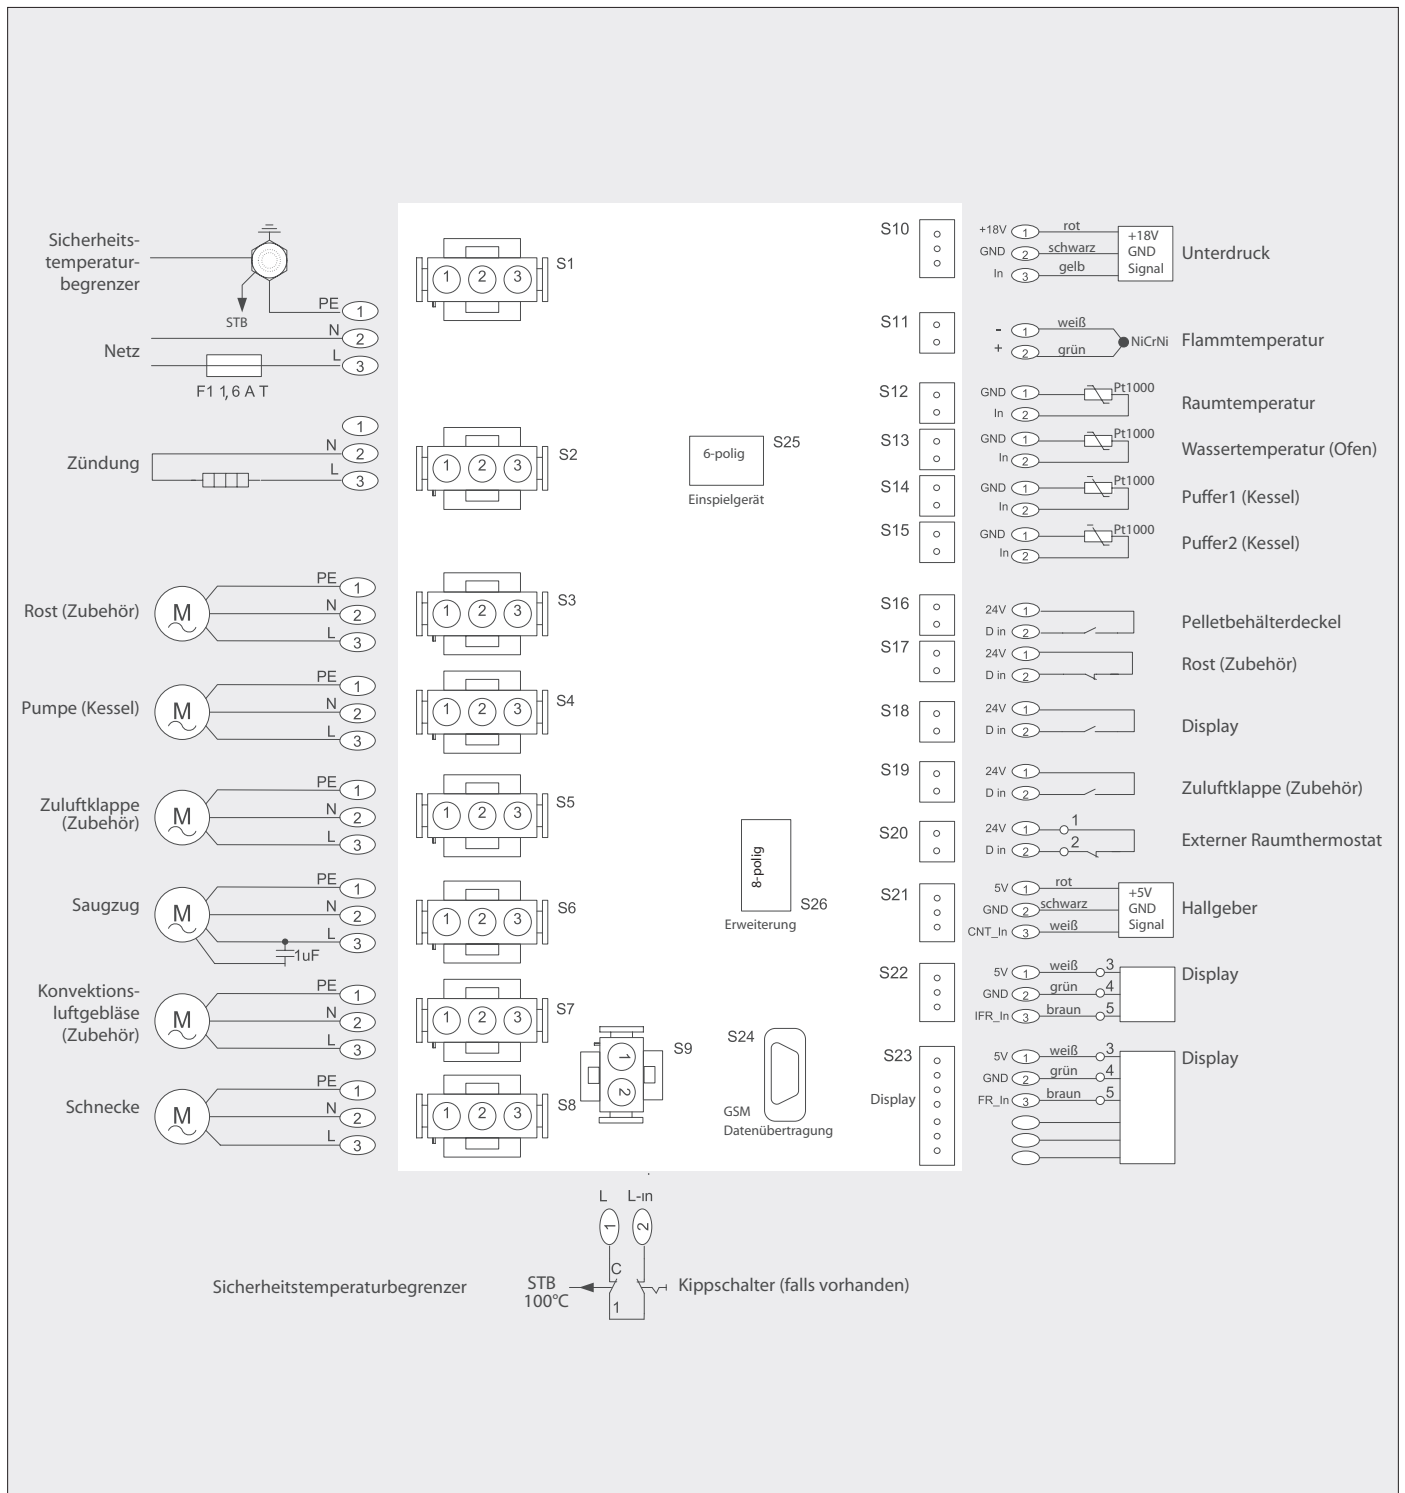 Sicherheits-
temperatur-
begrenzer
STB
PE 1
N 2
Netz
L 3
F1 1,6 A T
1
N 2
Zündung
L 3
PE 1
Rost (Zubehör) M N 2
L 3
PE 1
Pumpe (Kessel) M N 2
L 3
PE 1
Zuluftklappe
(Zubehör) M N 2
L 3
PE 1
Saugzug M N 2
L 3
1uF
Konvektions-
luftgebläse
(Zubehör)
PE 1
M N 2
L 3
PE 1
Schnecke M N 2
L 3
1 2 3 S1
1 2 3 S2
1 2 3 S3
1 2 3 S4
1 2 3 S5
1 2 3 S6
1 2 3 S7
1 2 3 S8
1 2 S9
6-polig S25
Einspielgerät
8-polig
S26
Erweiterung
S24
GSM
Datenübertragung
S10
S11
S12
S13
S14
S15
S16
S17
S18
S19
S20
S21
S22
S23
Display
+18V 1 rot +18V
GND 2 schwarz GND
In 3 gelb Signal
Unterdruck
- 1 weiß
NiCrNi Flammtemperatur
+ 2 grün
GND 1 Pt1000
In 2
Raumtemperatur
GND 1 Pt1000
In 2
Wassertemperatur (Ofen)
GND 1 Pt1000
In 2
Puffer1 (Kessel)
GND 1 Pt1000
In 2
Puffer2 (Kessel)
24V 1
D in 2
Pelletbehälterdeckel
24V 1
D in 2
Rost (Zubehör)
24V 1
D in 2
Display
24V 1
D in 2
Zuluftklappe (Zubehör)
24V 1 1
D in 2 2
Externer Raumthermostat
5V 1 rot +5V
GND 2 schwarz GND
CNT_In 3 weiß Signal
Hallgeber
5V 1 weiß 3
GND 2 grün 4
IFR_In 3 braun 5
Display
5V 1 weiß 3
GND 2 grün 4
FR_In 3 braun 5
Display
L L-in
1 2
C
Sicherheitstemperaturbegrenzer
STB
100°C
1
Kippschalter (falls vorhanden)